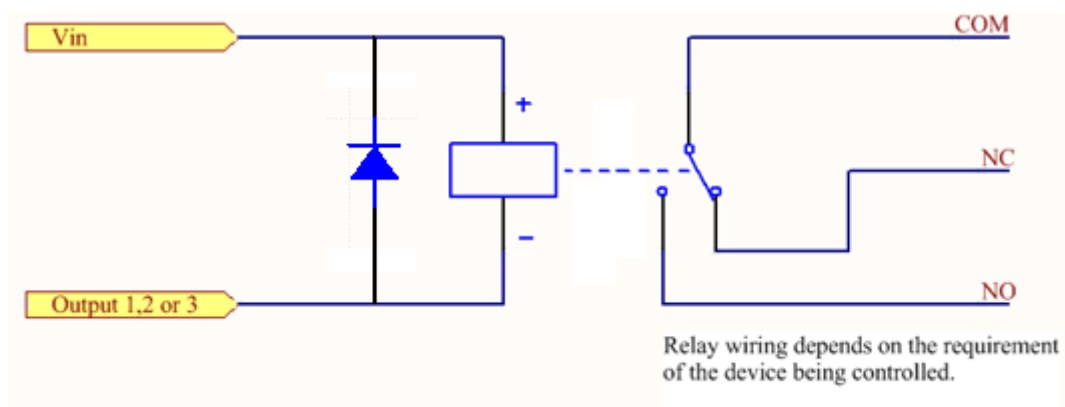 Vin
COM
+
NC
-
Output 1,2 or 3
NO
Relay wiring depends on the requirement
of the device being controlled.